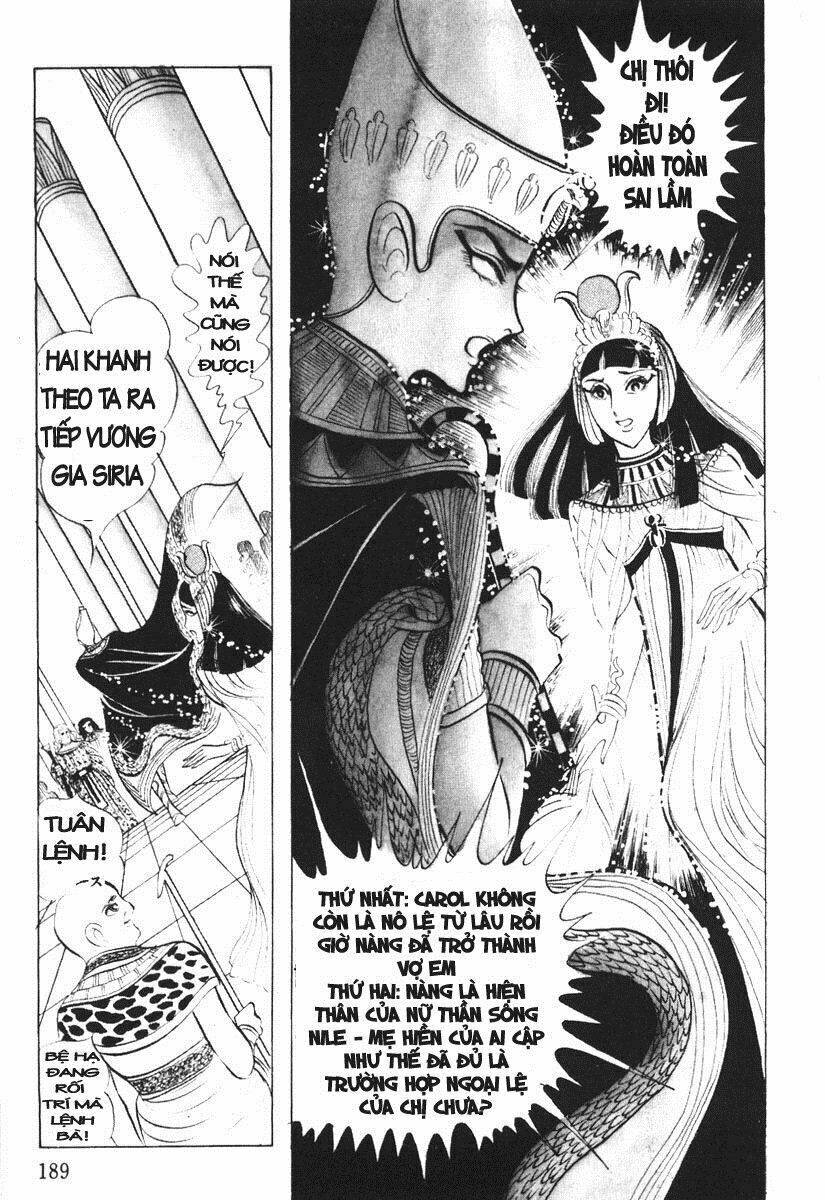 CHỊ THÔI
ĐI!
ĐIỀU ĐÓ
HOÀN TOÀN
SAI LẦM
THỨ NHẤT: CAROL KHÔNG
CÒN LÀ NÔ LỆ TỪ LÂU RỒI
GIỜ NÀNG ĐÃ TRỞ THÀNH
VỢ EM
THỨ HAI: NÀNG LÀ HIỆN
THÂN CỦA NỮ THẦN SÔNG
NILE - MẸ HIỀN CỦA AI CẬP
NHƯ THẾ ĐÃ ĐỦ LÀ
TRƯỜNG HỢP NGOẠI LỆ
CỦA CHỊ CHƯA?
NÓI
THẾ
MÀ
CŨNG
NÓI
ĐƯỢC!
HAI KHANH
THEO TA RA
TIẾP VƯƠNG
GIA SIRIA
TUÂN
LỆNH!
BỆ HẠ
ĐANG
RỐI
TRÍ MÀ
LỆNH
BÀ!
189